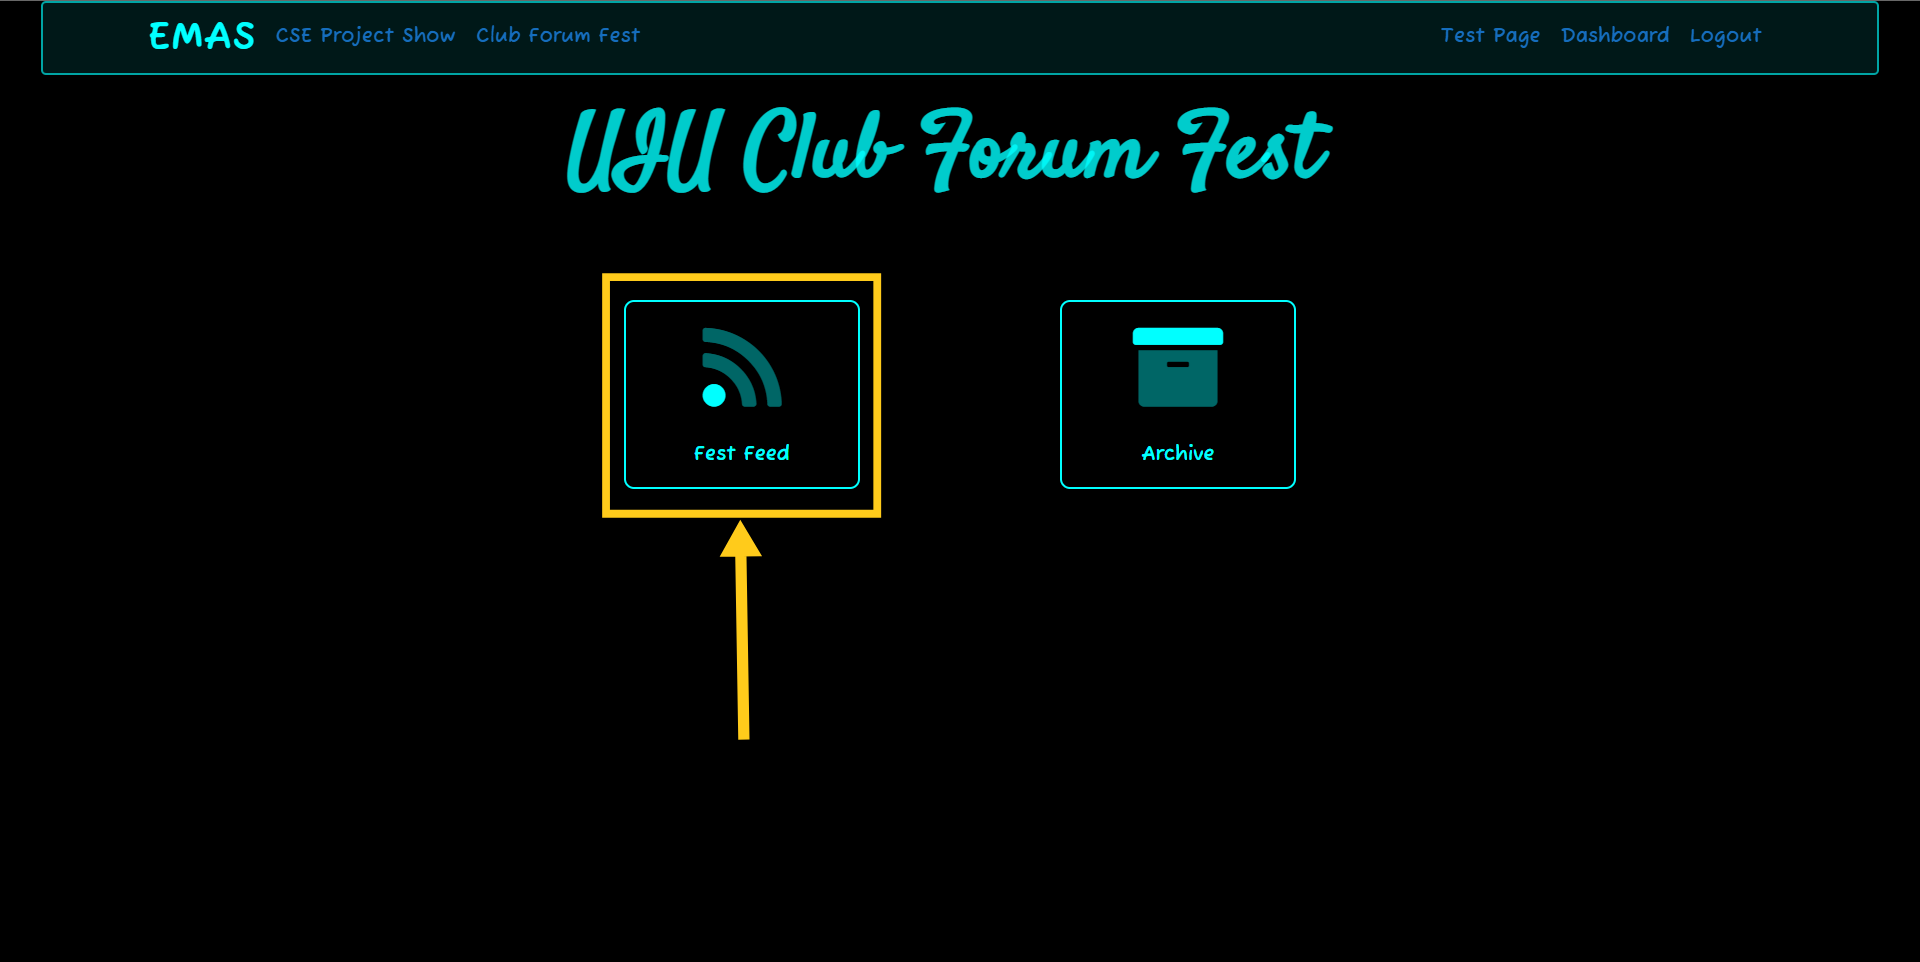 EMAS CSE Project Show Club Forum Fest Test Page Dashboard Logout
UIU Club Forum Fest
Fest Feed Archive